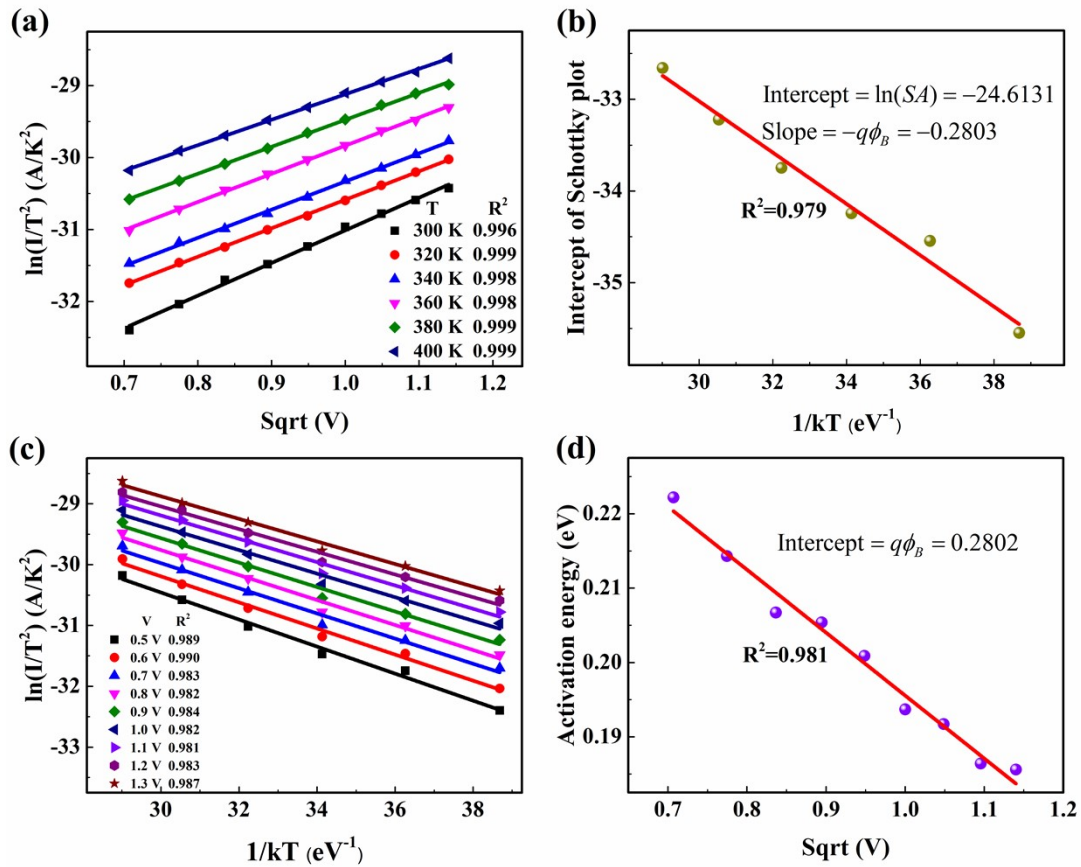 (a)
ln(I/T²) (A/K²)
-29
-30
-31
-32
T R²
300 K 0.996
320 K 0.999
340 K 0.998
360 K 0.998
380 K 0.999
400 K 0.999
0.7 0.8 0.9 1.0 1.1 1.2
Sqrt (V)
(b)
Intercept of Schottky plot
-33
-34
-35
Intercept = ln(SA) = −24.6131
Slope = −qϕ_B = −0.2803
R²=0.979
30 32 34 36 38
1/kT (eV⁻¹)
(c)
ln(I/T²) (A/K²)
-29
-30
-31
-32
-33
V R²
0.5 V 0.989
0.6 V 0.990
0.7 V 0.983
0.8 V 0.982
0.9 V 0.984
1.0 V 0.982
1.1 V 0.981
1.2 V 0.983
1.3 V 0.987
30 32 34 36 38
1/kT (eV⁻¹)
(d)
Activation energy (eV)
0.22
0.21
0.20
0.19
Intercept = qϕ_B = 0.2802
R²=0.981
0.7 0.8 0.9 1.0 1.1 1.2
Sqrt (V)